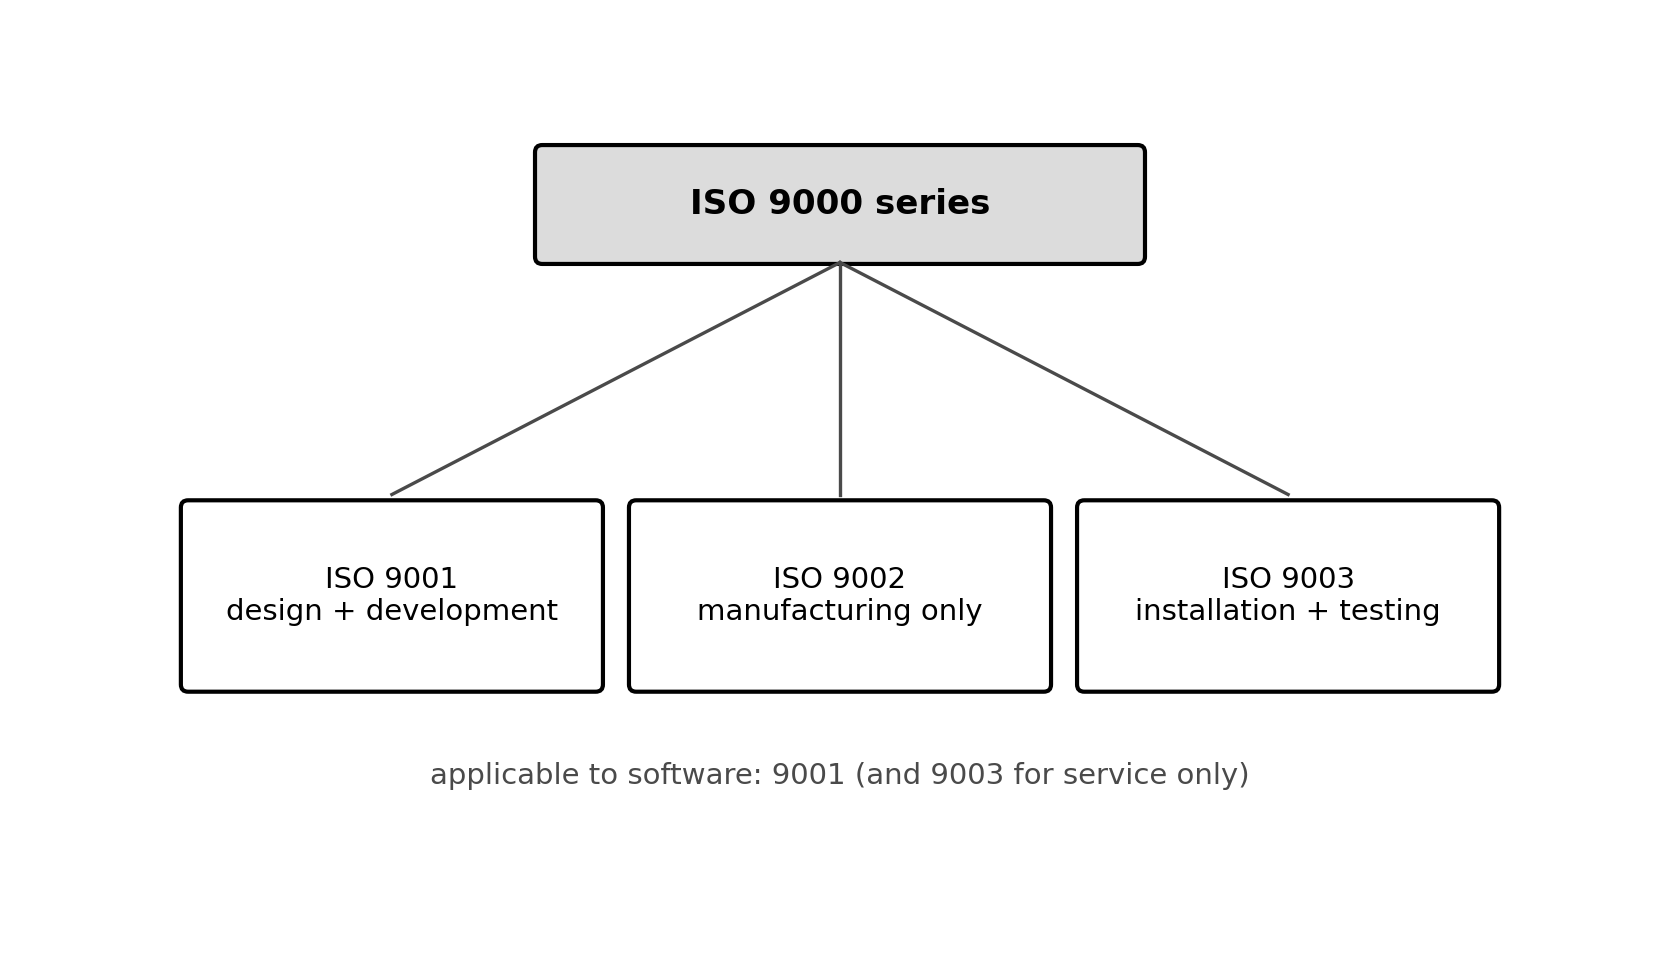 ISO 9000 series
ISO 9001
design + development
ISO 9002
manufacturing only
ISO 9003
installation + testing
applicable to software: 9001 (and 9003 for service only)